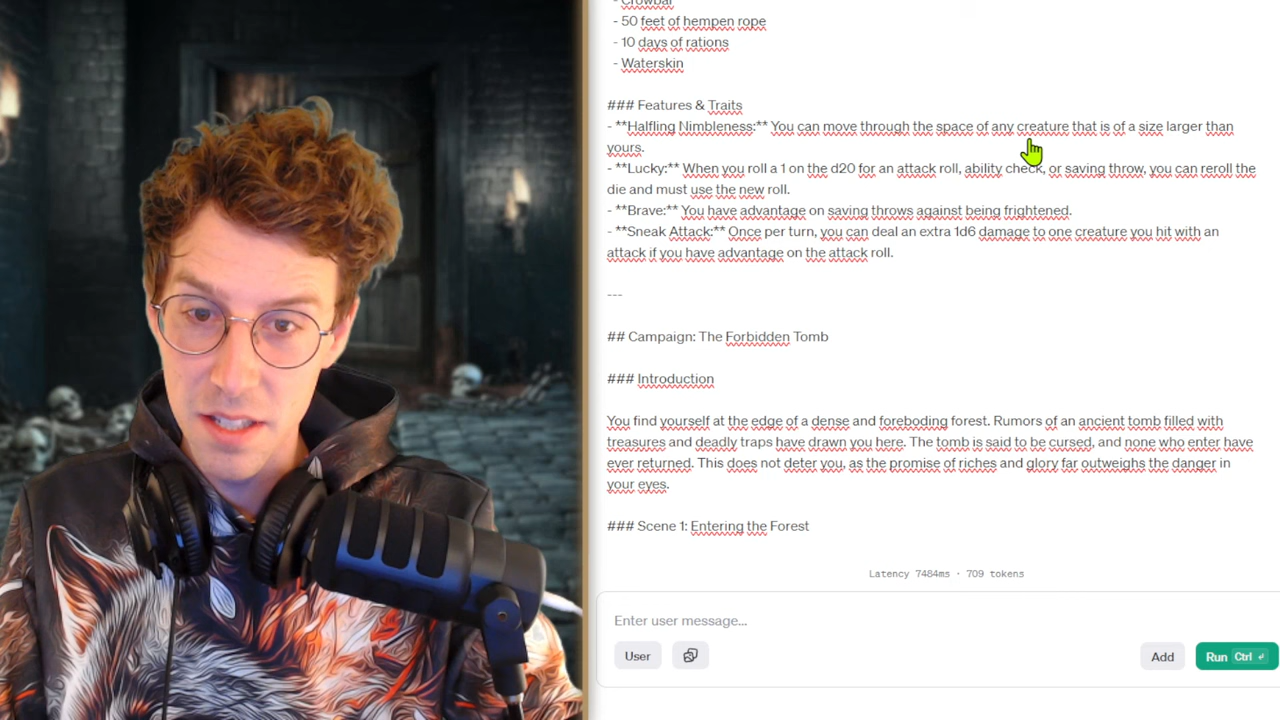 - Crowbar
- 50 feet of hempen rope
- 10 days of rations
- Waterskin
### Features & Traits
- **Halfling Nimbleness:** You can move through the space of any creature that is of a size larger than
yours.
- **Lucky:** When you roll a 1 on the d20 for an attack roll, ability check, or saving throw, you can reroll the
die and must use the new roll.
- **Brave:** You have advantage on saving throws against being frightened.
- **Sneak Attack:** Once per turn, you can deal an extra 1d6 damage to one creature you hit with an
attack if you have advantage on the attack roll.
---
## Campaign: The Forbidden Tomb
### Introduction
You find yourself at the edge of a dense and foreboding forest. Rumors of an ancient tomb filled with
treasures and deadly traps have drawn you here. The tomb is said to be cursed, and none who enter have
ever returned. This does not deter you, as the promise of riches and glory far outweighs the danger in
your eyes.
### Scene 1: Entering the Forest
Latency 7484ms · 709 tokens
Enter user message...
User
Add
Run Ctrl ↵